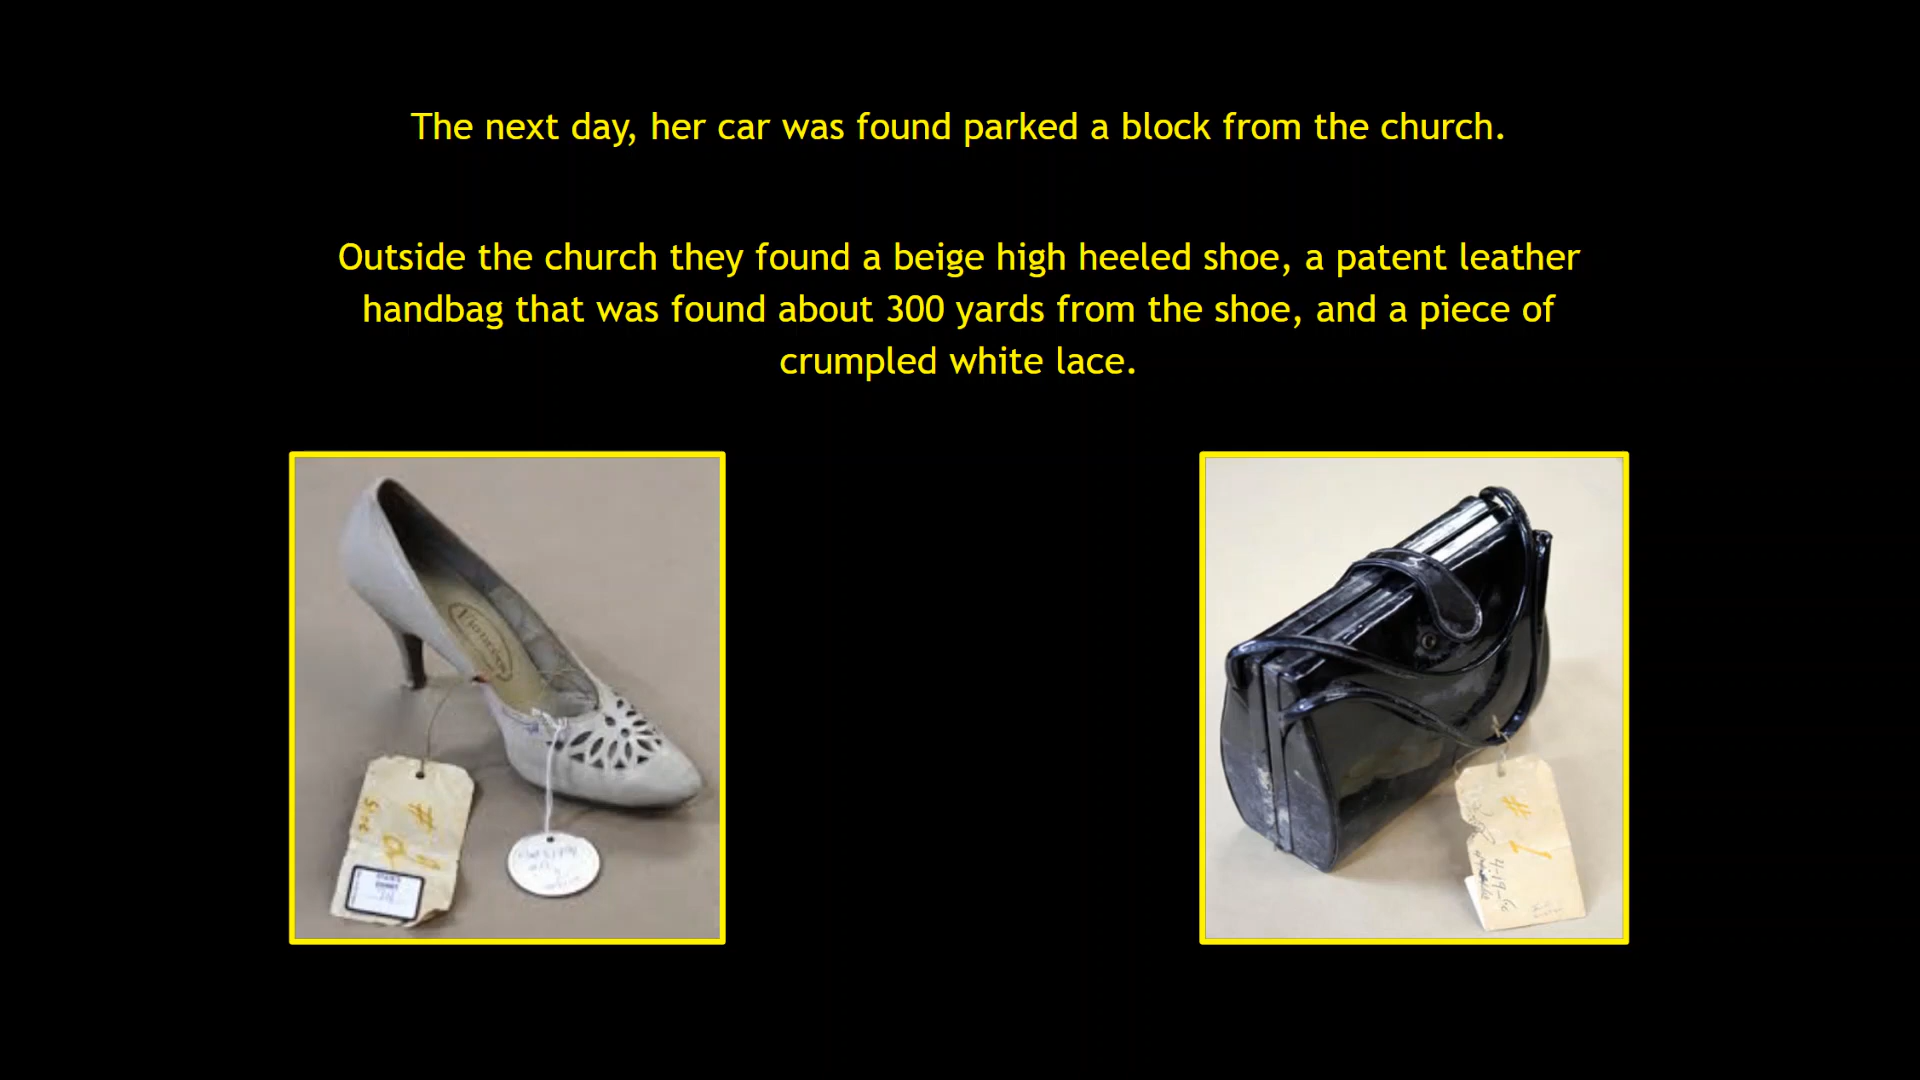 The next day, her car was found parked a block from the church.
Outside the church they found a beige high heeled shoe, a patent leather
handbag that was found about 300 yards from the shoe, and a piece of
crumpled white lace.
#
#